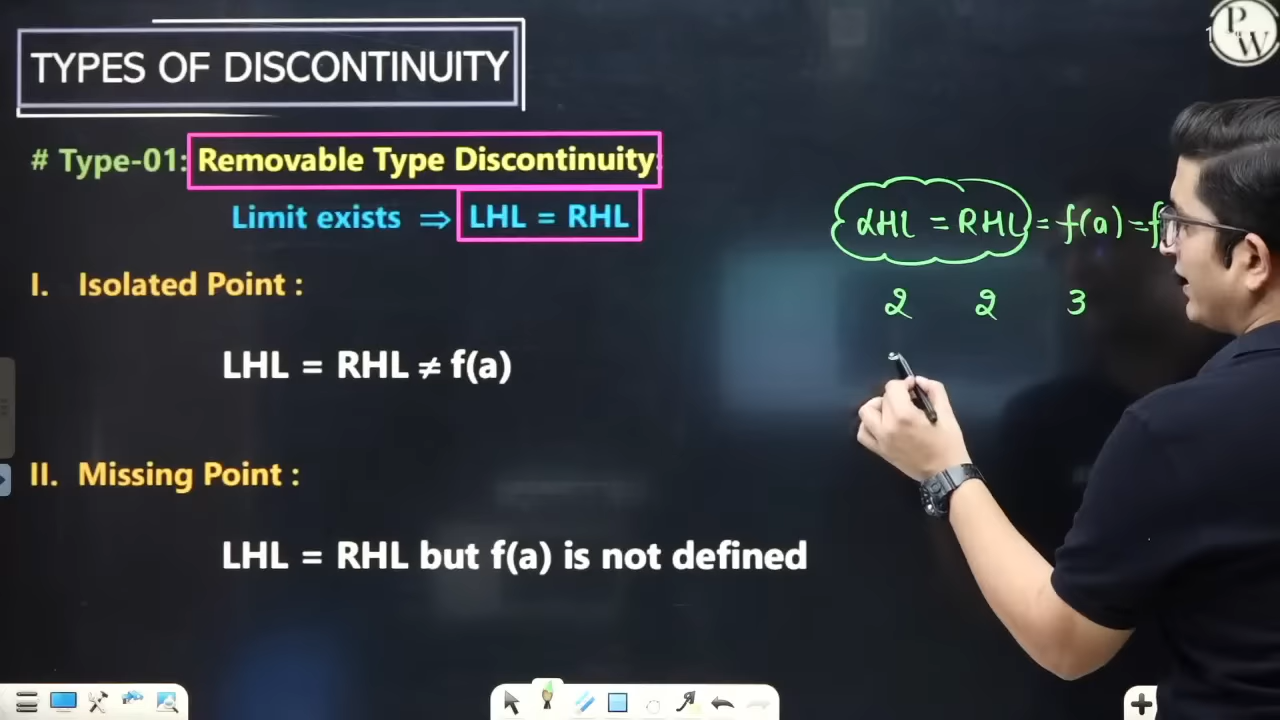 TYPES OF DISCONTINUITY
# Type-01: Removable Type Discontinuity:
Limit exists ⇒ LHL = RHL
I. Isolated Point :
LHL = RHL ≠ f(a)
II. Missing Point :
LHL = RHL but f(a) is not defined
LHL = RHL = f(a) = f
2 2 3
PW